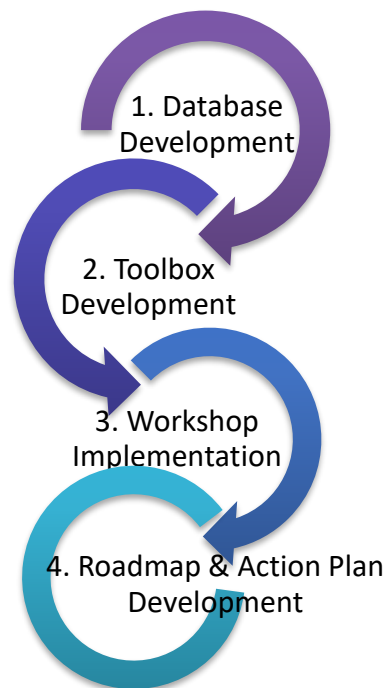 1. Database
Development
2. Toolbox
Development
3. Workshop
Implementation
4. Roadmap & Action Plan
Development